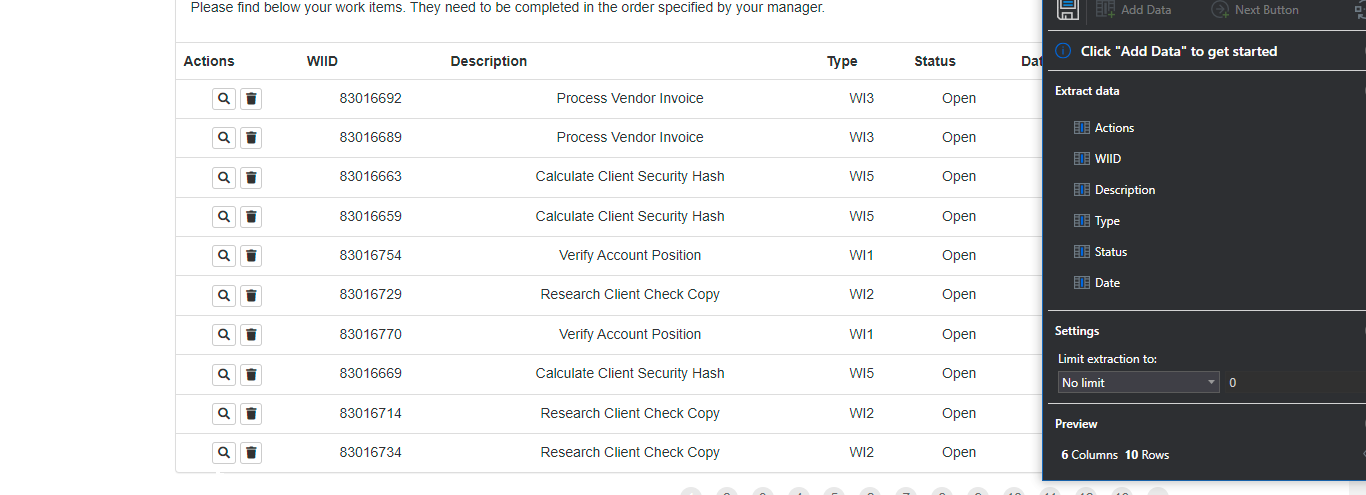 Please find below your work items. They need to be completed in the order specified by your manager.
Actions WIID Description Type Status
83016692 Process Vendor Invoice WI3 Open
83016689 Process Vendor Invoice WI3 Open
83016663 Calculate Client Security Hash WI5 Open
83016659 Calculate Client Security Hash WI5 Open
83016754 Verify Account Position WI1 Open
83016729 Research Client Check Copy WI2 Open
83016770 Verify Account Position WI1 Open
83016669 Calculate Client Security Hash WI5 Open
83016714 Research Client Check Copy WI2 Open
83016734 Research Client Check Copy WI2 Open
Add Data Next Button
Click "Add Data" to get started
Extract data
Actions
WIID
Description
Type
Status
Date
Settings
Limit extraction to:
No limit 0
Preview
6 Columns 10 Rows